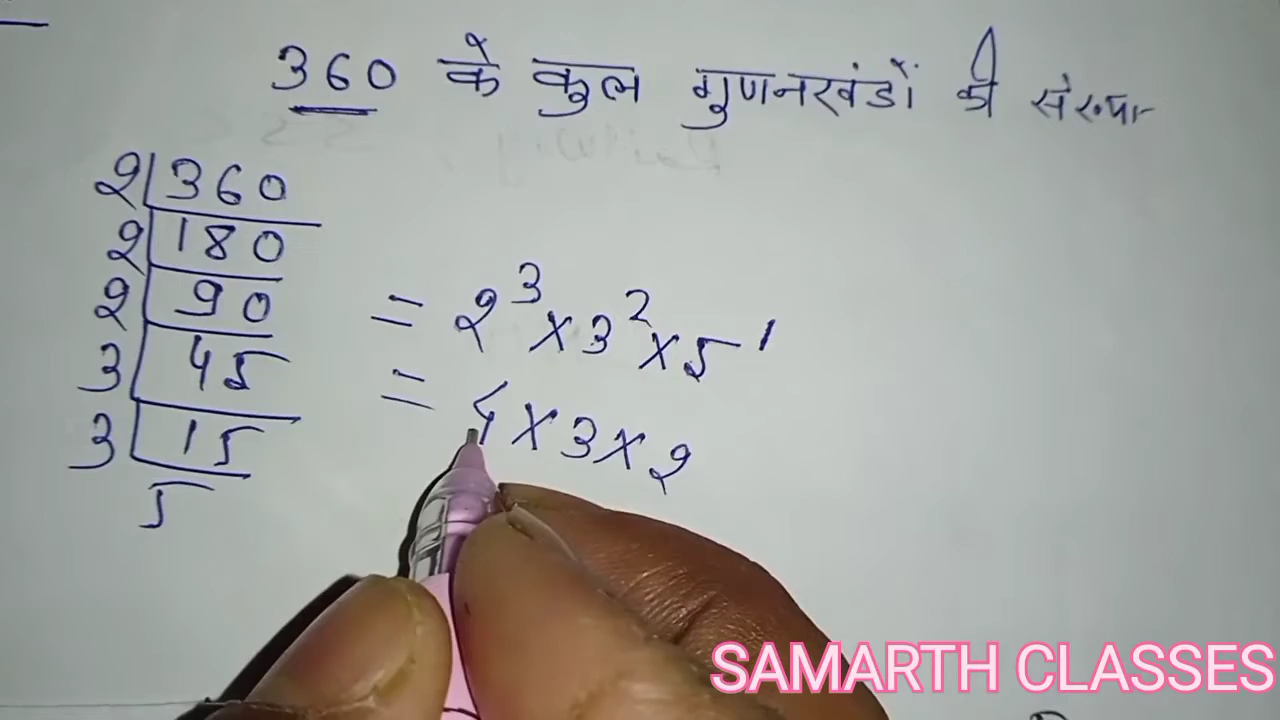 360 के कुल गुणनखंडों की संख्या
2 | 360
2 | 180
2 | 90
3 | 45
3 | 15
5
= 2³ × 3² × 5¹
= 4 × 3 × 2
SAMARTH CLASSES